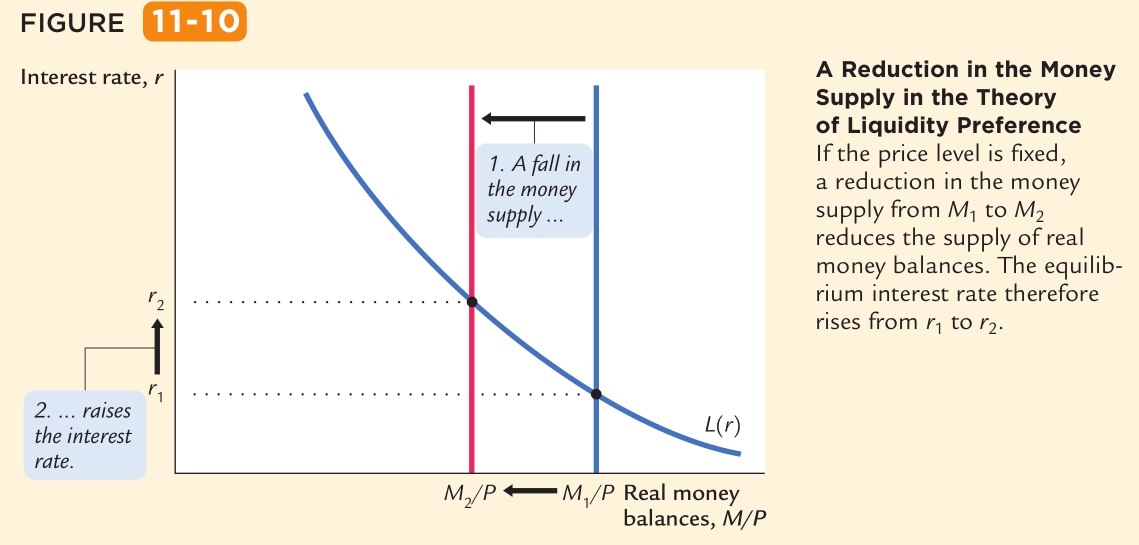 FIGURE 11-10
Interest rate, r
1. A fall in
the money
supply ...
r2
r1
2. ... raises
the interest
rate.
L(r)
M2/P
M1/P
Real money
balances, M/P
A Reduction in the Money
Supply in the Theory
of Liquidity Preference
If the price level is fixed,
a reduction in the money
supply from M1 to M2
reduces the supply of real
money balances. The equilib-
rium interest rate therefore
rises from r1 to r2.